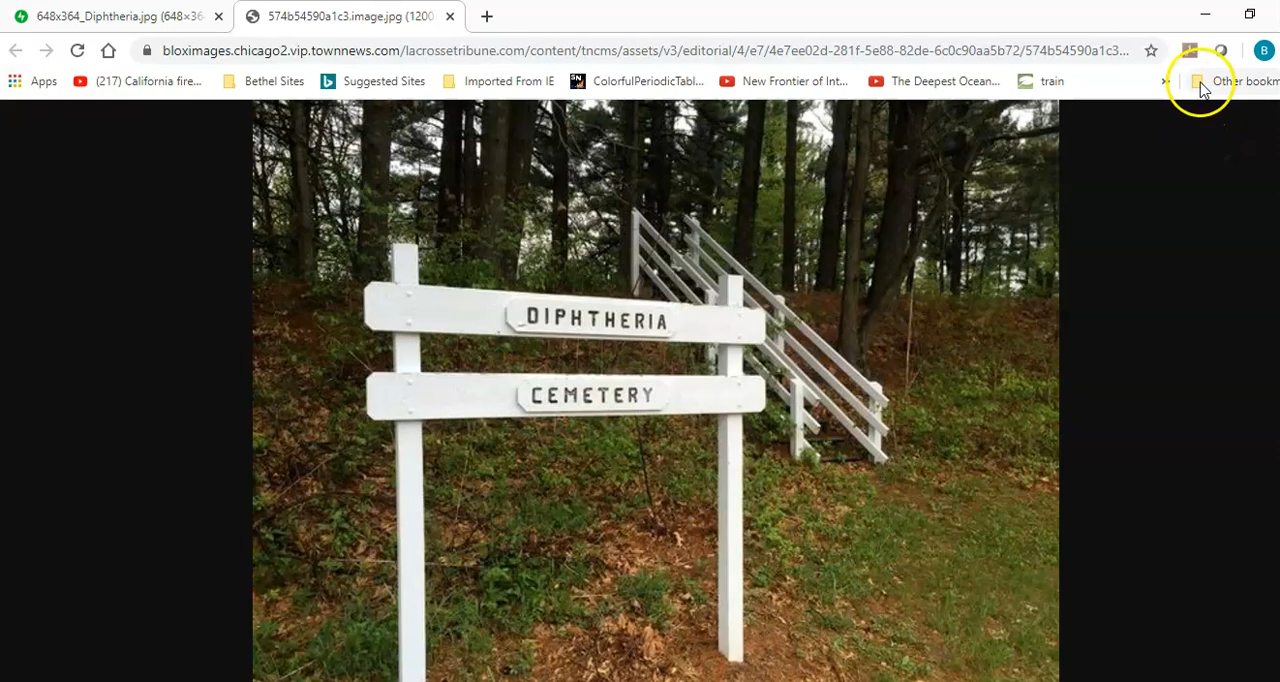 648x364_Diphtheria.jpg (648×36
574b54590a1c3.image.jpg (1200
bloximages.chicago2.vip.townnews.com/lacrossetribune.com/content/tncms/assets/v3/editorial/4/e7/4e7ee02d-281f-5e88-82de-6c0c90aa5b72/574b54590a1c3...
B
Apps
(217) California fire...
Bethel Sites
b
Suggested Sites
Imported From IE
SN
ColorfulPeriodicTabl...
New Frontier of Int...
The Deepest Ocean...
train
»
Other bookm
DIPHTHERIA
CEMETERY